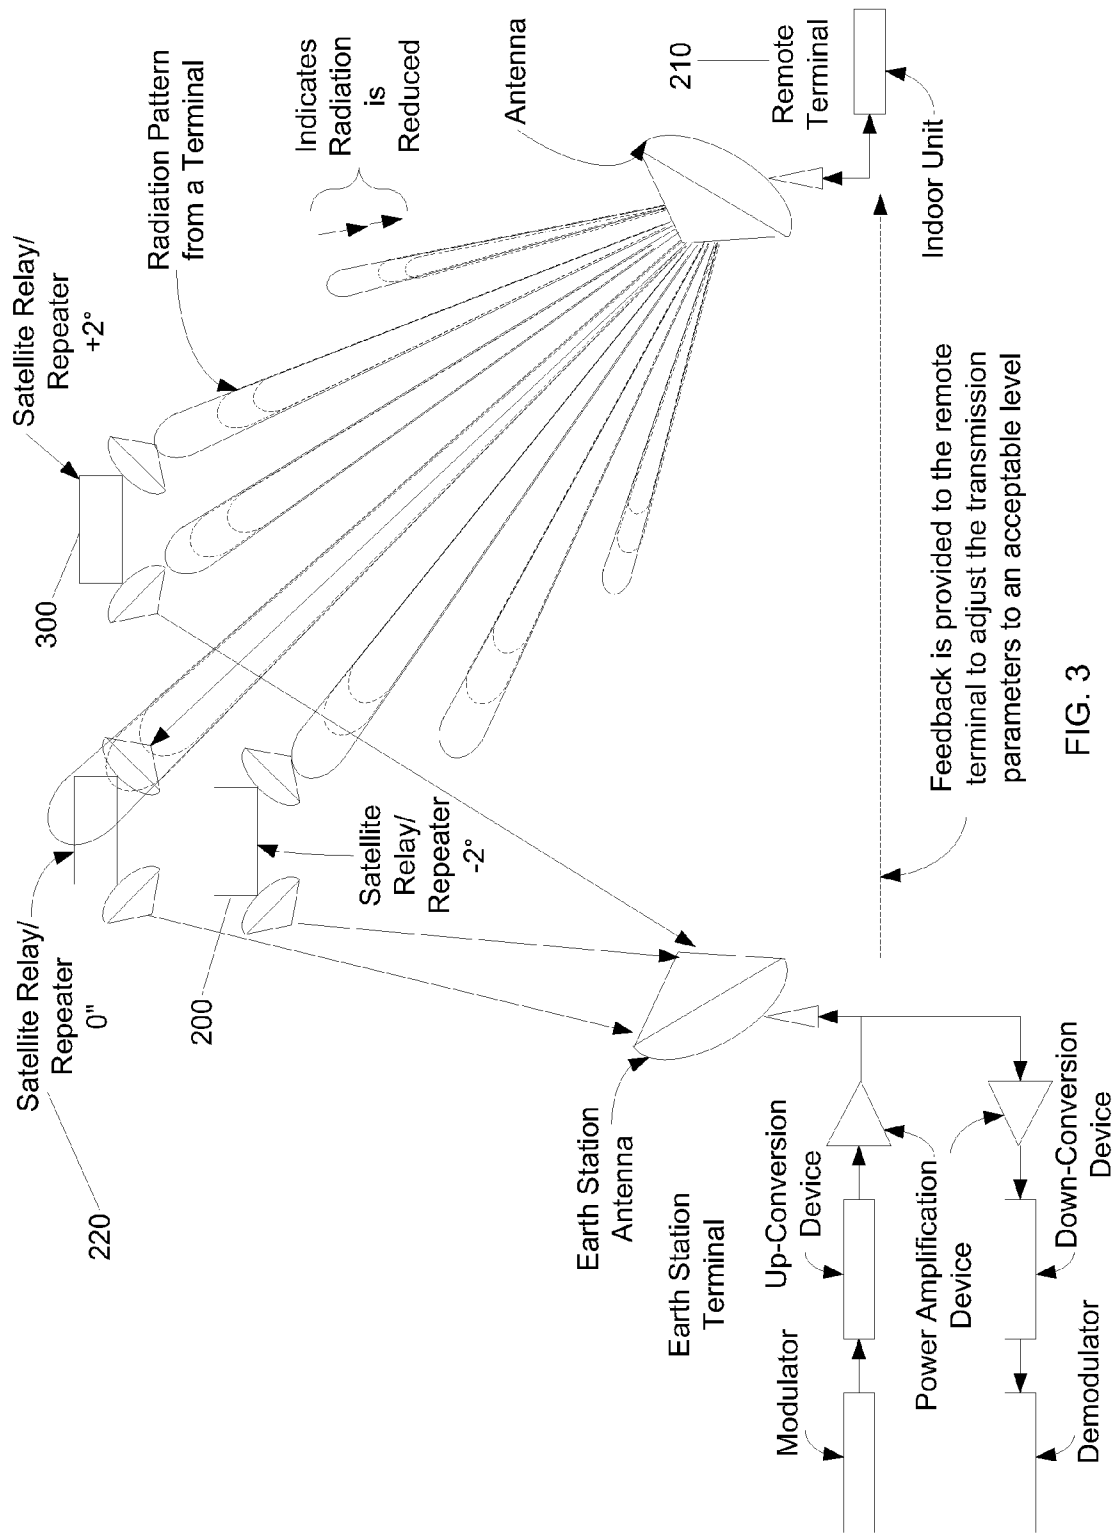 Satellite Relay/
Repeater
0"
220
Satellite Relay/
Repeater
+2°
300
Radiation Pattern
from a Terminal
Indicates
Radiation
is
Reduced
200
Satellite
Relay/
Repeater
-2°
Antenna
210
Remote
Terminal
Indoor Unit
Earth Station
Antenna
Earth Station
Terminal
Modulator
Up-Conversion
Device
Power Amplification
Device
Demodulator
Down-Conversion
Device
Feedback is provided to the remote
terminal to adjust the transmission
parameters to an acceptable level
FIG. 3